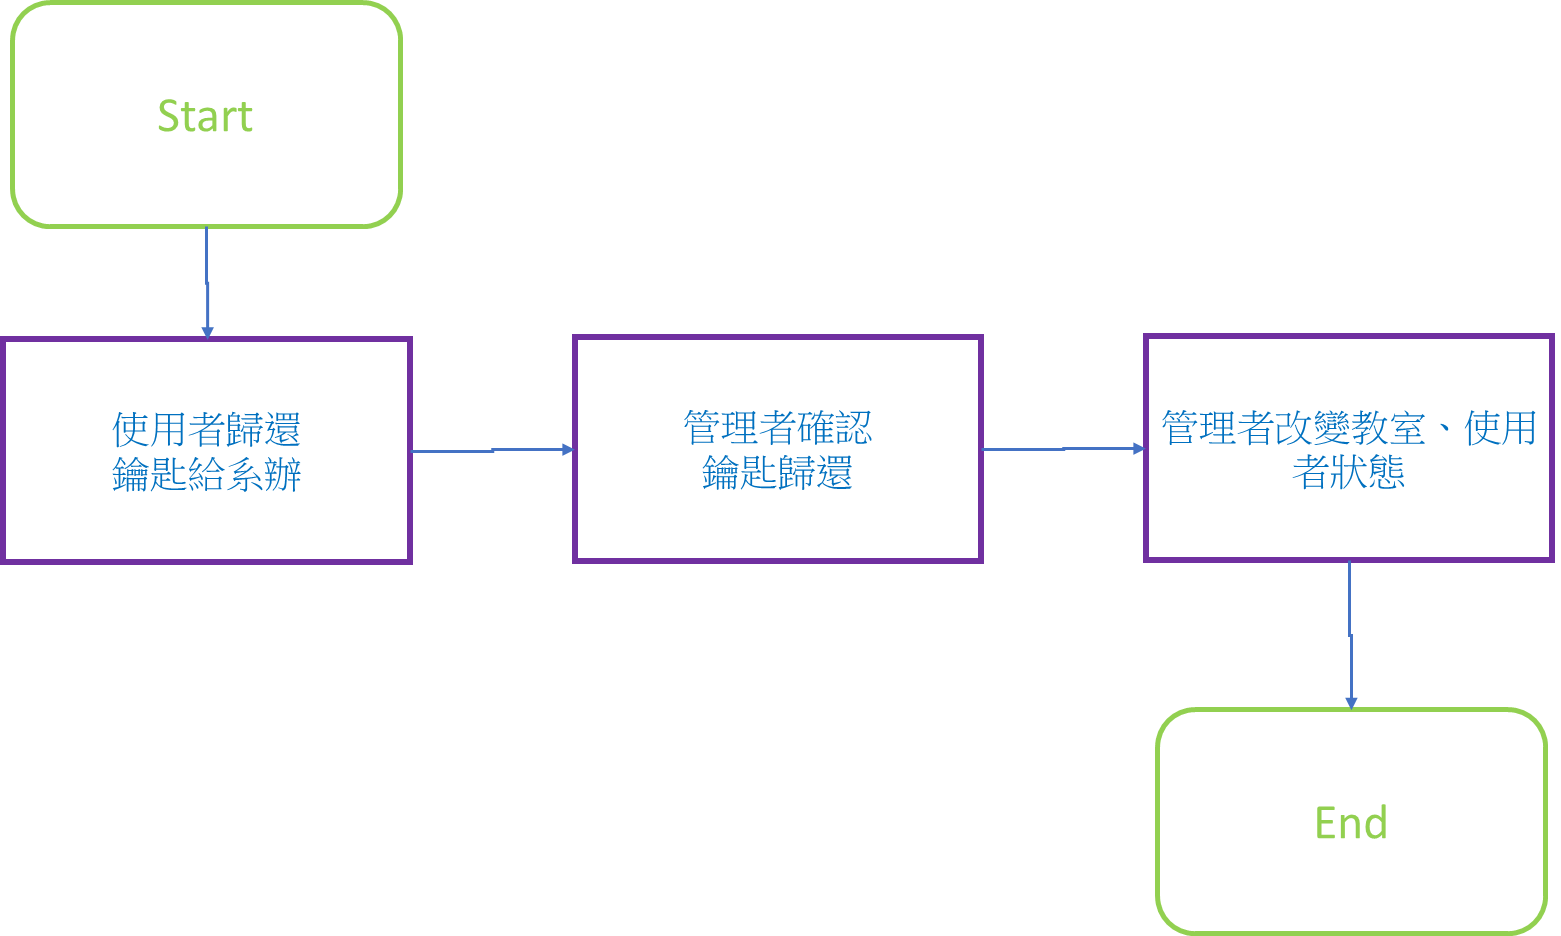 Start
使用者歸還
鑰匙給系辦
管理者確認
鑰匙歸還
管理者改變教室、使用
者狀態
End